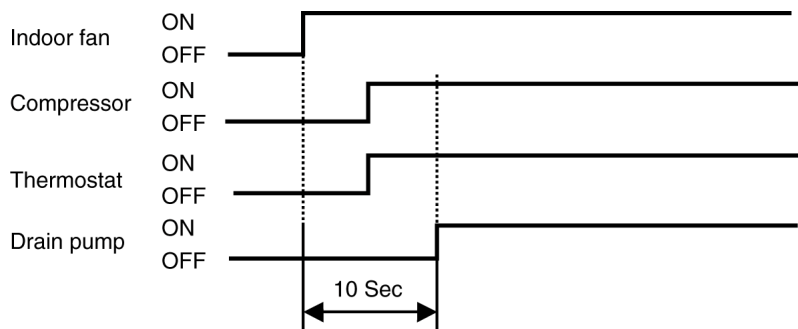 Indoor fan
ON
OFF
Compressor
ON
OFF
Thermostat
ON
OFF
Drain pump
ON
OFF
10 Sec